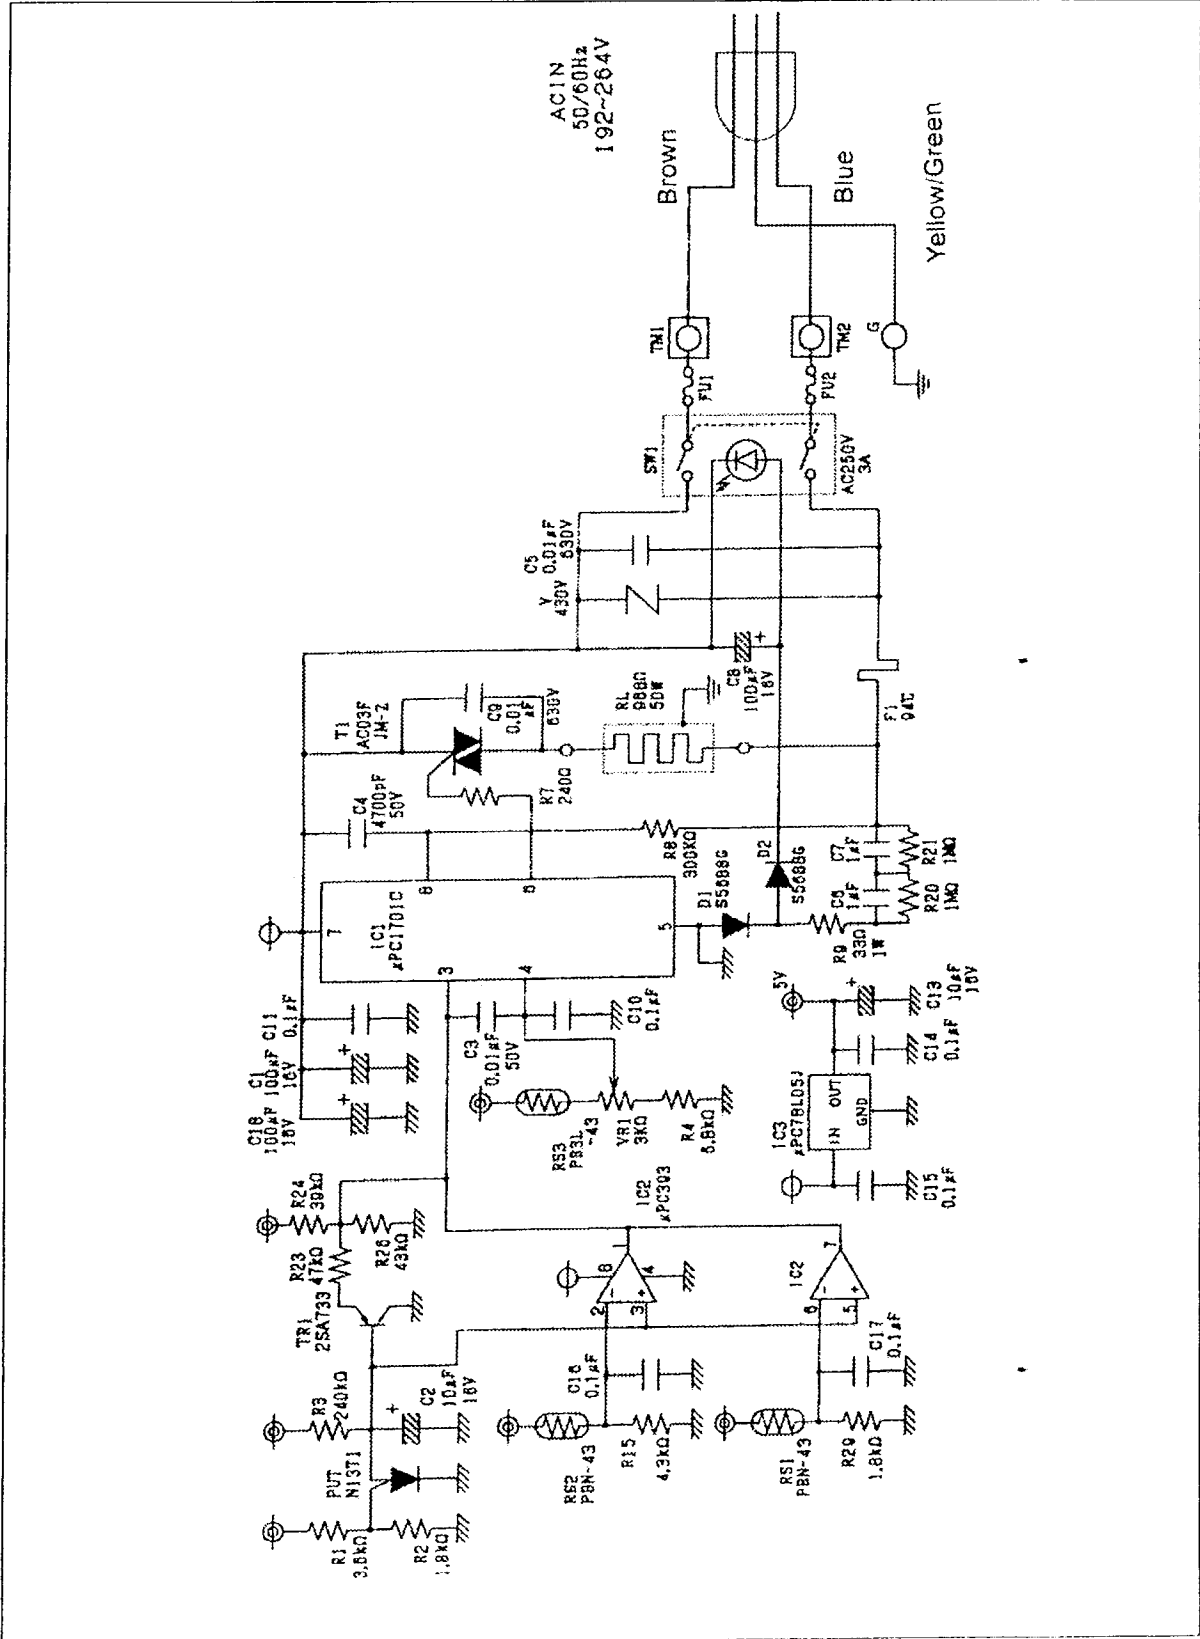 AC IN
50/60Hz
192~264V
Brown
Blue
Yellow/Green
TM1
TM2
G
FU1
FU2
SW1
AC250V
3A
C5
0.01μF
630V
V
430V
C8
100μF
16V
+
F1
94℃
T1
AC03F
JM-Z
C9
0.01
μF
630V
RL
968Ω
50W
R7
240Ω
C4
4700pF
50V
R8
300KΩ
D1
S5688G
D2
S5688G
C7
1μF
C6
1μF
R21
1MΩ
R20
1MΩ
R9
33Ω
1W
7
8
6
IC1
μPC1701C
5
3
4
C11
0.1μF
C1
100μF
16V
+
C18
100μF
16V
+
C3
0.01μF
50V
C10
0.1μF
RS3
PB3L
-43
VR1
3KΩ
R4
6.8kΩ
5V
+
C13
10μF
16V
C14
0.1μF
IC3
μPC78L05J
IN
OUT
GND
C15
0.1μF
R24
39kΩ
R23
47kΩ
R26
43kΩ
TR1
2SA733
IC2
μPC393
1
8
4
2
-
3
+
IC2
7
6
-
5
+
R3
240kΩ
C2
10μF
16V
+
PUT
N13T1
R1
3.6kΩ
R2
1.8kΩ
C16
0.1μF
RS2
PBN-43
R15
4.3kΩ
C17
0.1μF
RS1
PBN-43
R29
1.8kΩ